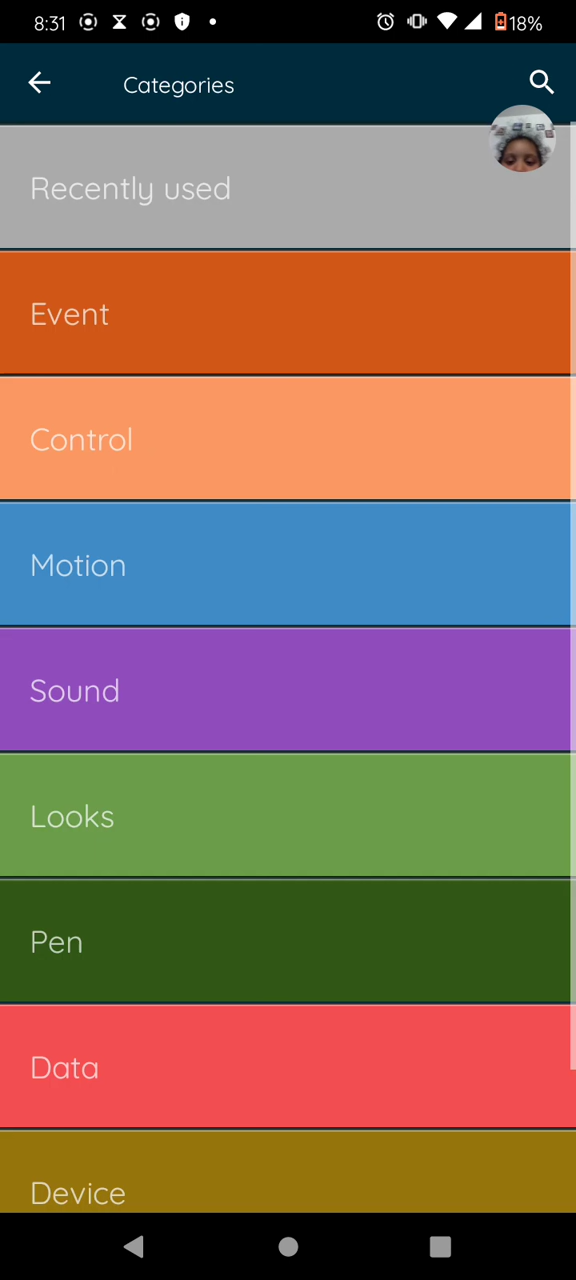 8:31
18%
Categories
Recently used
Event
Control
Motion
Sound
Looks
Pen
Data
Device